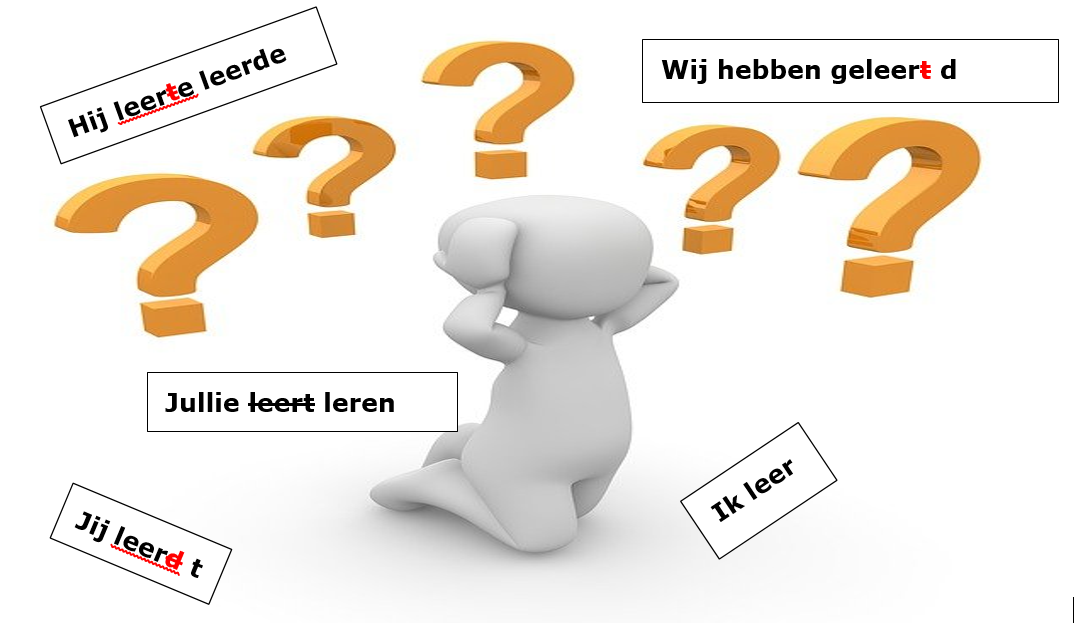 Hij leerte leerde
Wij hebben geleert d
Jullie leert leren
Jij leerd t
Ik leer